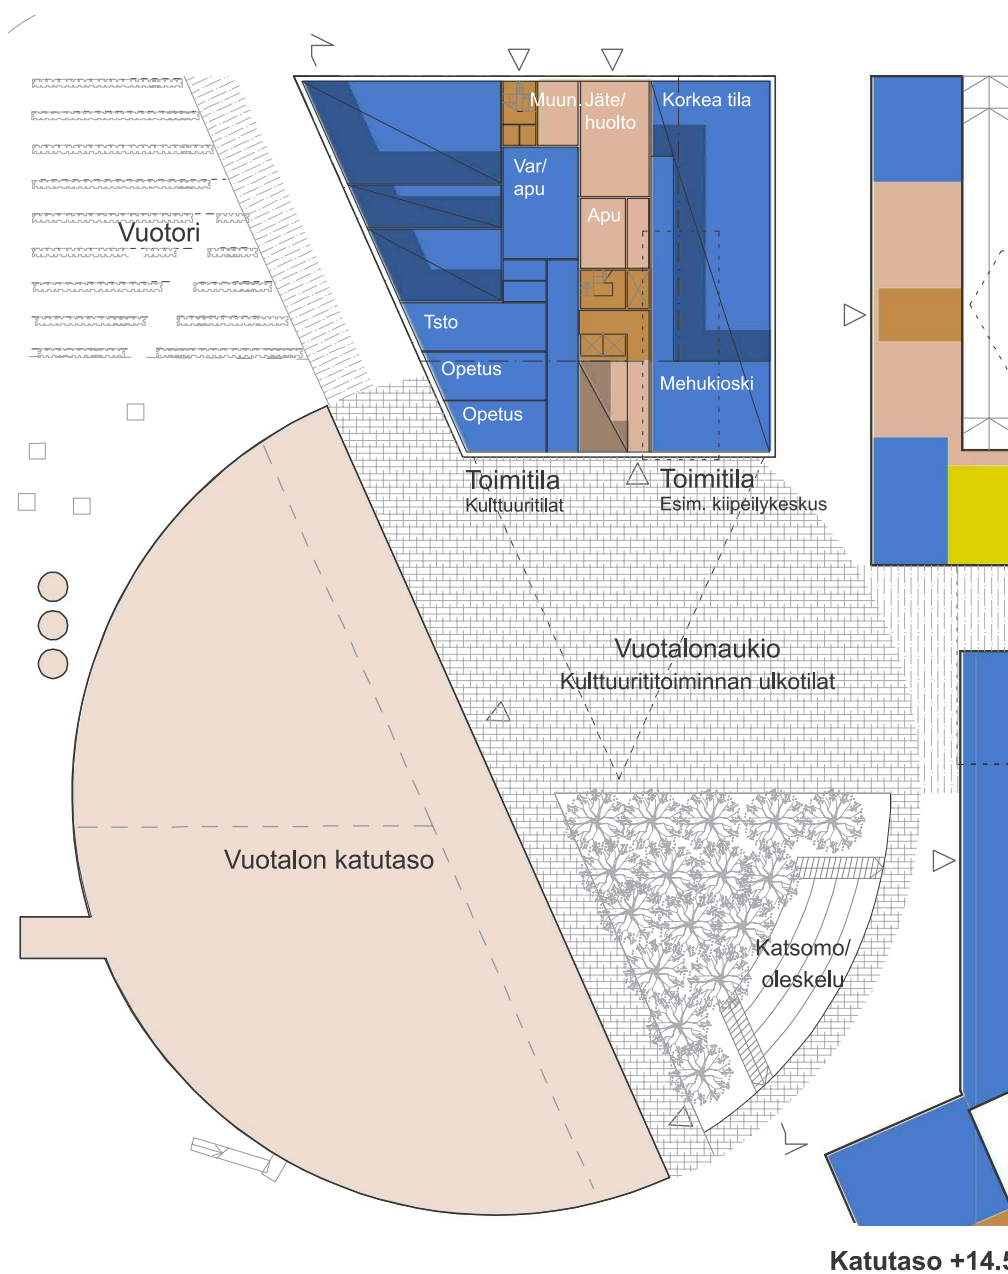 Muun.
Jäte/
huolto
Korkea tila
Var/
apu
Apu
Vuotori
Tsto
Opetus
Mehukioski
Opetus
Toimitila
Kulttuuritilat
Toimitila
Esim. kiipeilykeskus
Vuotalonaukio
Kulttuurititoiminnan ulkotilat
Vuotalon katutaso
Katsomo/
oleskelu
Katutaso +14.5